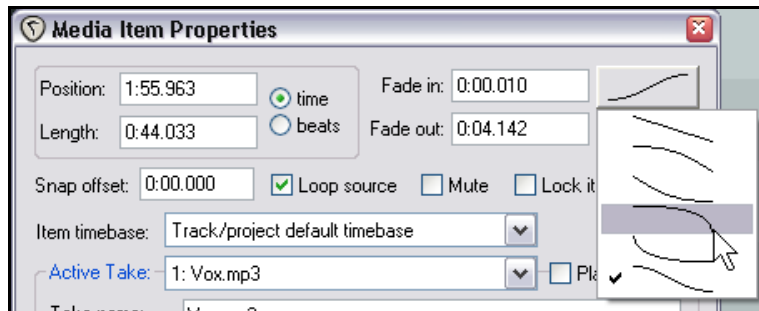 Media Item Properties
Position: 1:55.963 time Fade in: 0:00.010
Length: 0:44.033 beats Fade out: 0:04.142
Snap offset: 0:00.000 Loop source Mute Lock it
Item timebase: Track/project default timebase
Active Take: 1: Vox.mp3 Pla